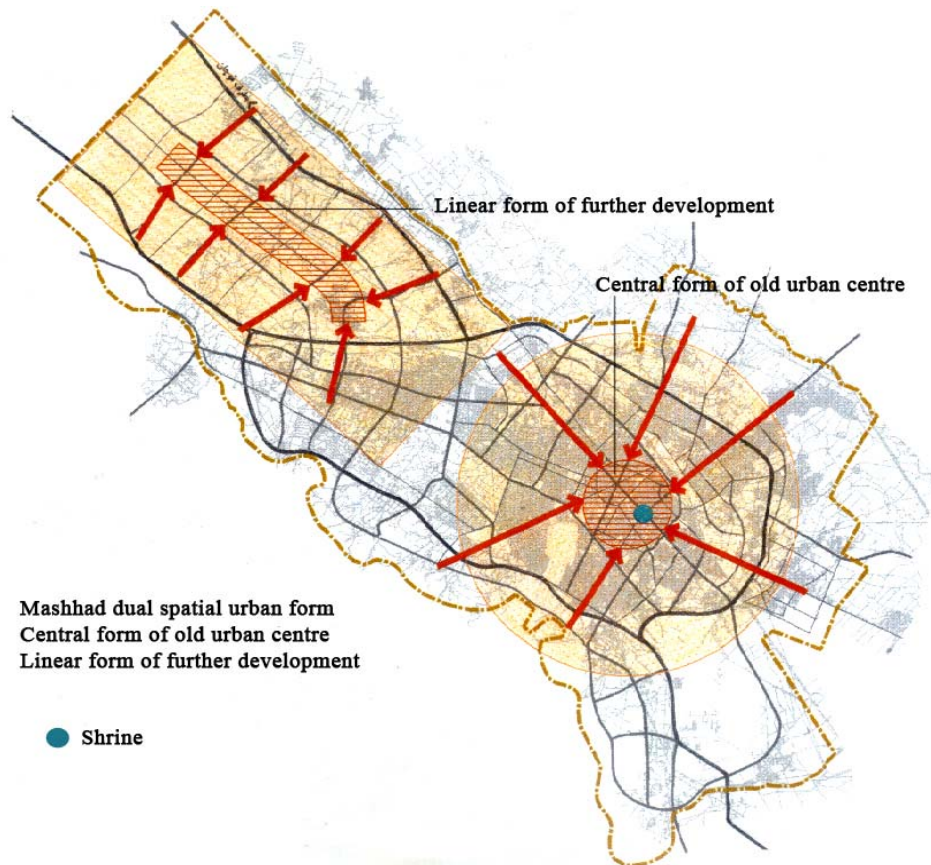 Linear form of further development
Central form of old urban centre
Mashhad dual spatial urban form
Central form of old urban centre
Linear form of further development
Shrine